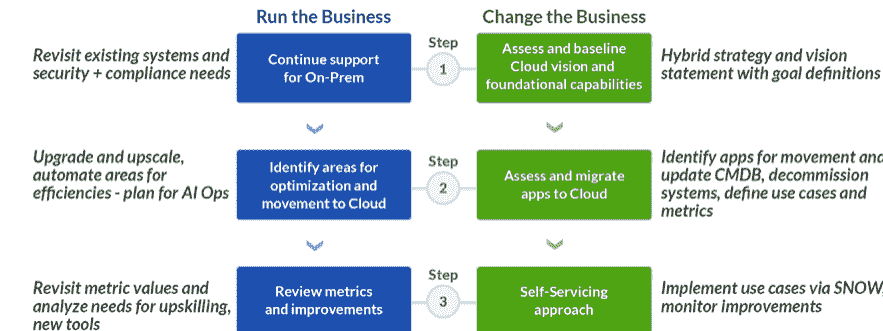 Run the Business
Change the Business
Revisit existing systems and
security + compliance needs
Continue support
for On-Prem
Step
1
Assess and baseline
Cloud vision and
foundational capabilities
Hybrid strategy and vision
statement with goal definitions
Upgrade and upscale,
automate areas for
efficiencies - plan for AI Ops
Identify areas for
optimization and
movement to Cloud
Step
2
Assess and migrate
apps to Cloud
Identify apps for movement and
update CMDB, decommission
systems, define use cases and
metrics
Revisit metric values and
analyze needs for upskilling,
new tools
Review metrics
and improvements
Step
3
Self-Servicing
approach
Implement use cases via SNOW,
monitor improvements